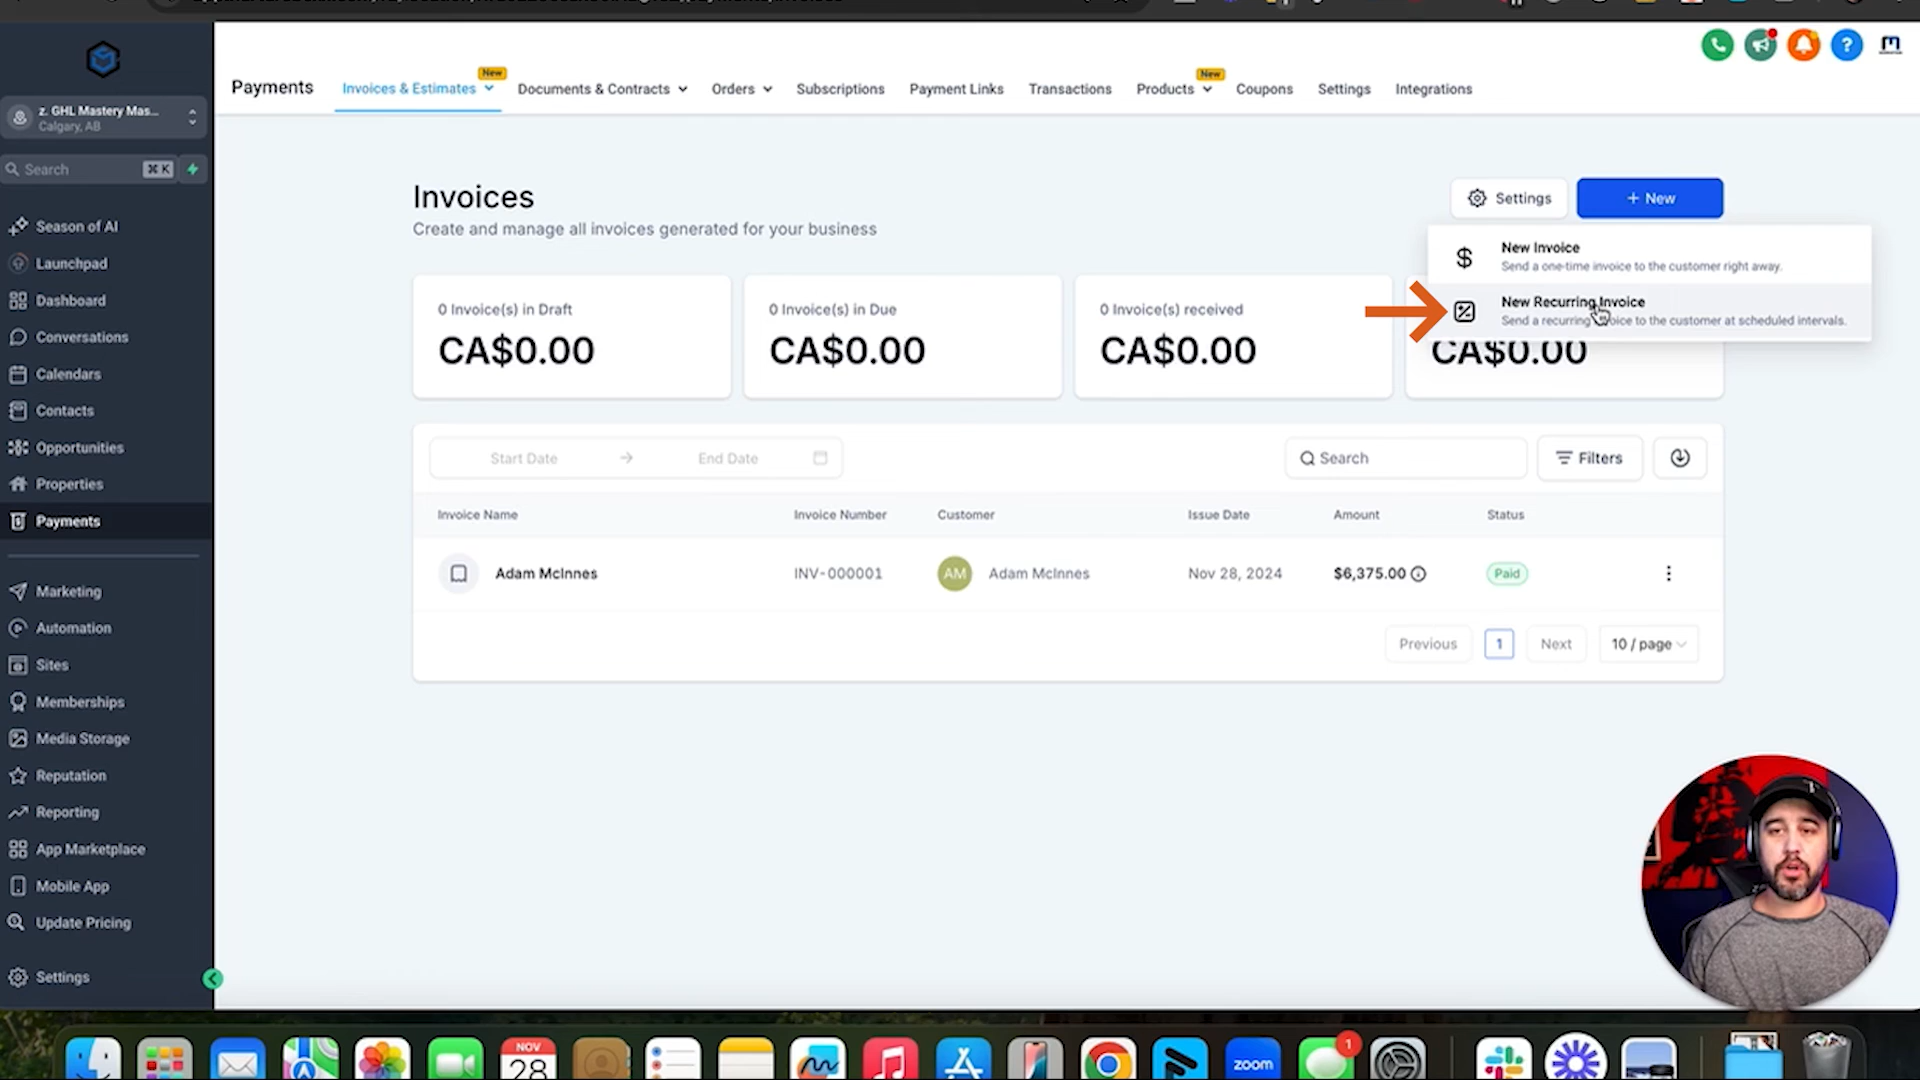 z. GHL Mastery Mas...
Calgary, AB
Search
⌘ K
Season of AI
Launchpad
Dashboard
Conversations
Calendars
Contacts
Opportunities
Properties
Payments
Marketing
Automation
Sites
Memberships
Media Storage
Reputation
Reporting
App Marketplace
Mobile App
Update Pricing
Settings
Payments
Invoices & Estimates
New
Documents & Contracts
Orders
Subscriptions
Payment Links
Transactions
Products
New
Coupons
Settings
Integrations
Invoices
Create and manage all invoices generated for your business
Settings
+ New
New Invoice
Send a one-time invoice to the customer right away.
New Recurring Invoice
Send a recurring invoice to the customer at scheduled intervals.
0 Invoice(s) in Draft
CA$0.00
0 Invoice(s) in Due
CA$0.00
0 Invoice(s) received
CA$0.00
CA$0.00
Start Date
End Date
Search
Filters
Invoice Name
Invoice Number
Customer
Issue Date
Amount
Status
Adam McInnes
INV-000001
AM
Adam McInnes
Nov 28, 2024
$6,375.00
Paid
Previous
1
Next
10 / page
NOV
28
zoom
1